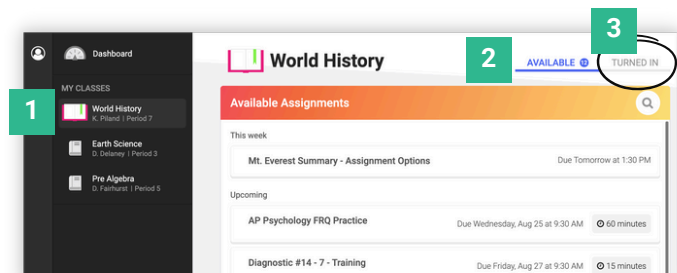 3
2
1
Dashboard
MY CLASSES
World History
K. Piland | Period 7
Earth Science
D. Delaney | Period 3
Pre Algebra
D. Fairhurst | Period 5
World History
AVAILABLE
TURNED IN
Available Assignments
This week
Mt. Everest Summary - Assignment Options
Due Tomorrow at 1:30 PM
Upcoming
AP Psychology FRQ Practice
Due Wednesday, Aug 25 at 9:30 AM
60 minutes
Diagnostic #14 - 7 - Training
Due Friday, Aug 27 at 9:30 AM
15 minutes